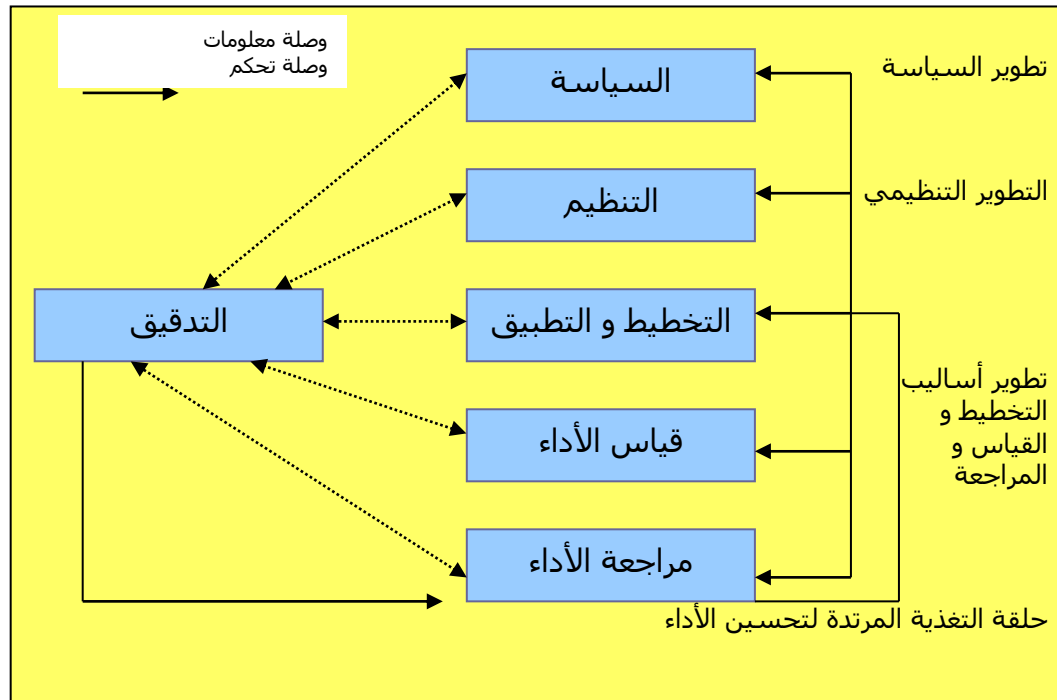 وصلة معلومات
وصلة تحكم
السياسة
تطوير السياسة
التنظيم
التطوير التنظيمي
التدقيق
التخطيط و التطبيق
تطوير أساليب
التخطيط و
القياس و
المراجعة
قياس الأداء
مراجعة الأداء
حلقة التغذية المرتدة لتحسين الأداء